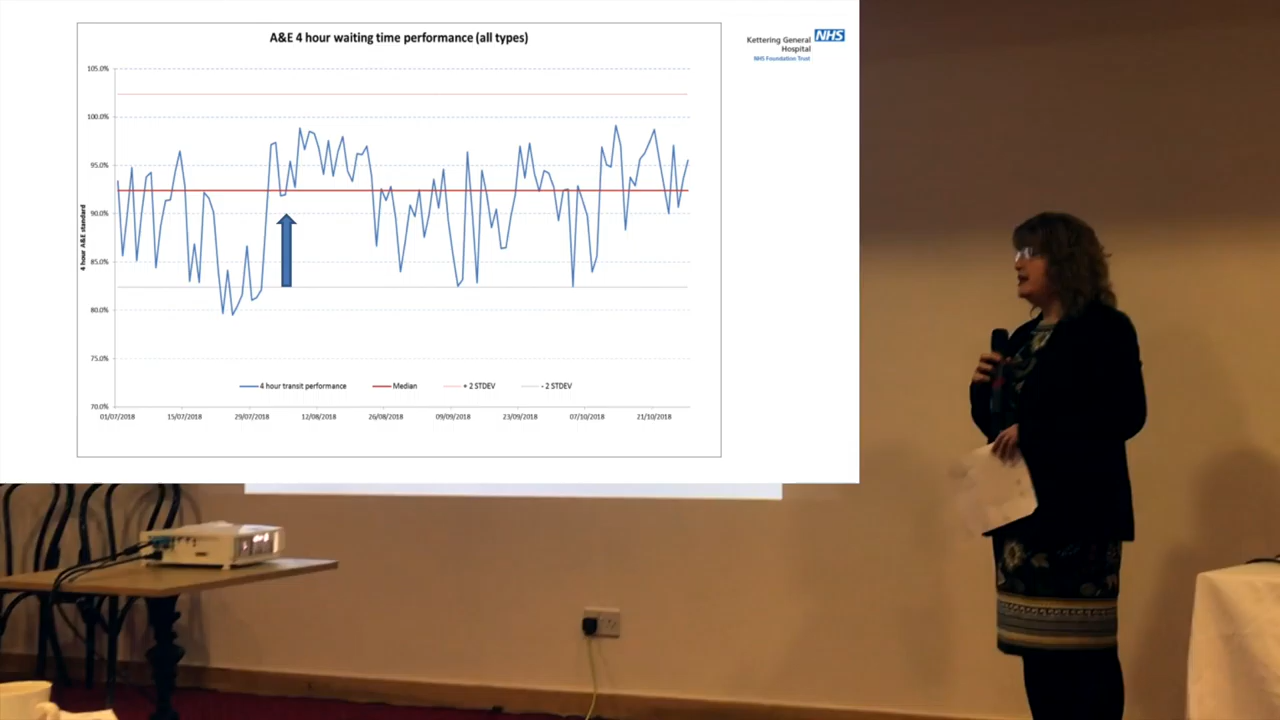 A&E 4 hour waiting time performance (all types)
Kettering General
Hospital
NHS
NHS Foundation Trust
105.0%
100.0%
95.0%
90.0%
85.0%
80.0%
75.0%
70.0%
4 hour A&E standard
4 hour transit performance
Median
+ 2 STDEV
- 2 STDEV
01/07/2018
15/07/2018
29/07/2018
12/08/2018
26/08/2018
09/09/2018
23/09/2018
07/10/2018
21/10/2018